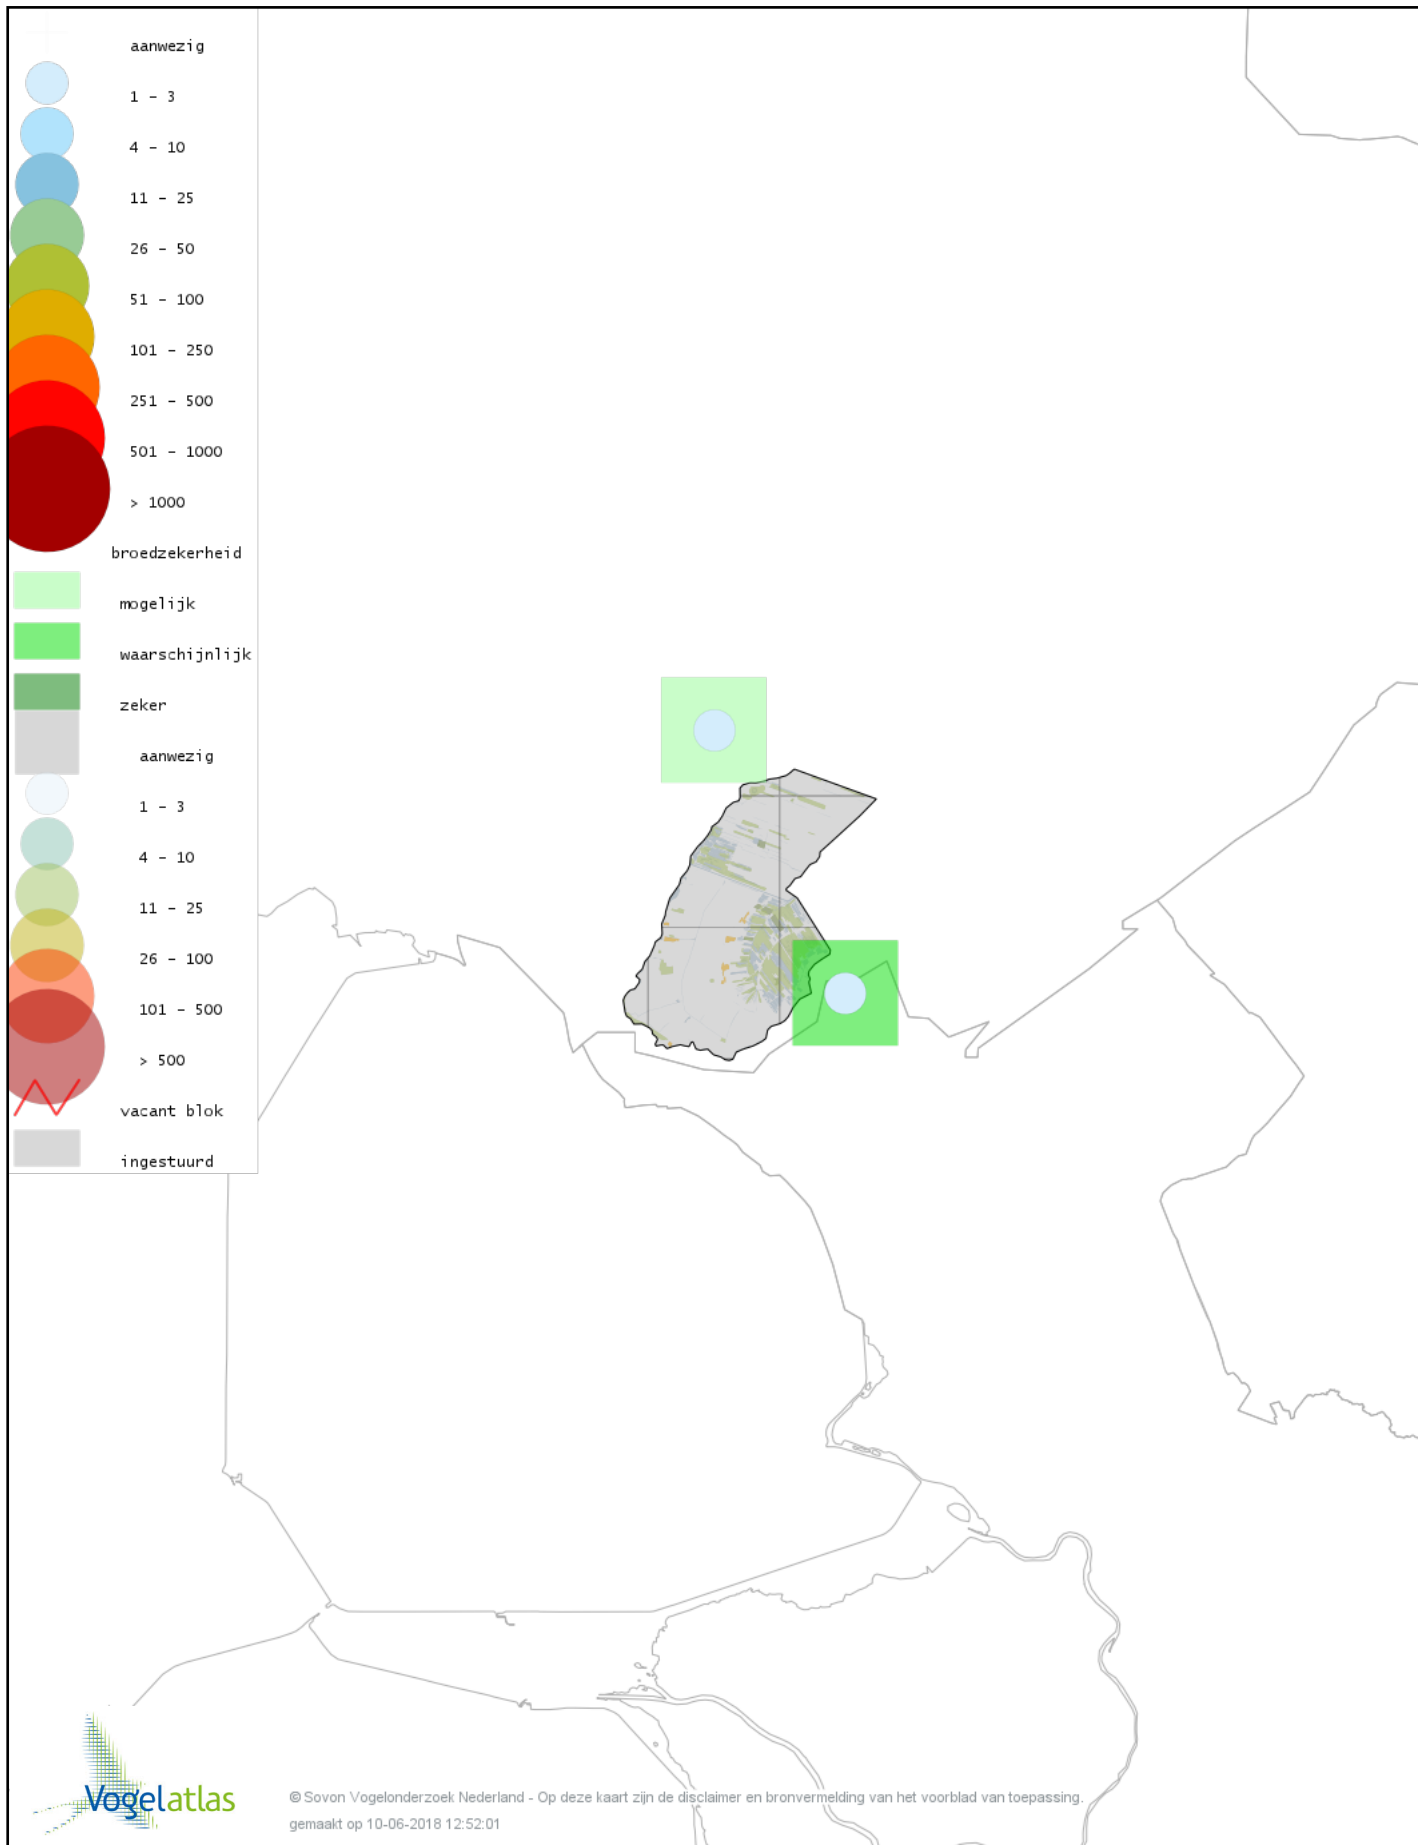 aanwezig
1 - 3
4 - 10
11 - 25
26 - 50
51 - 100
101 - 250
251 - 500
501 - 1000
> 1000
broedzekerheid
mogelijk
waarschijnlijk
zeker
aanwezig
1 - 3
4 - 10
11 - 25
26 - 100
101 - 500
> 500
vacant blok
ingestuurd
Vogelatlas
© Sovon Vogelonderzoek Nederland - Op deze kaart zijn de disclaimer en bronvermelding van het voorblad van toepassing.
gemaakt op 10-06-2018 12:52:01